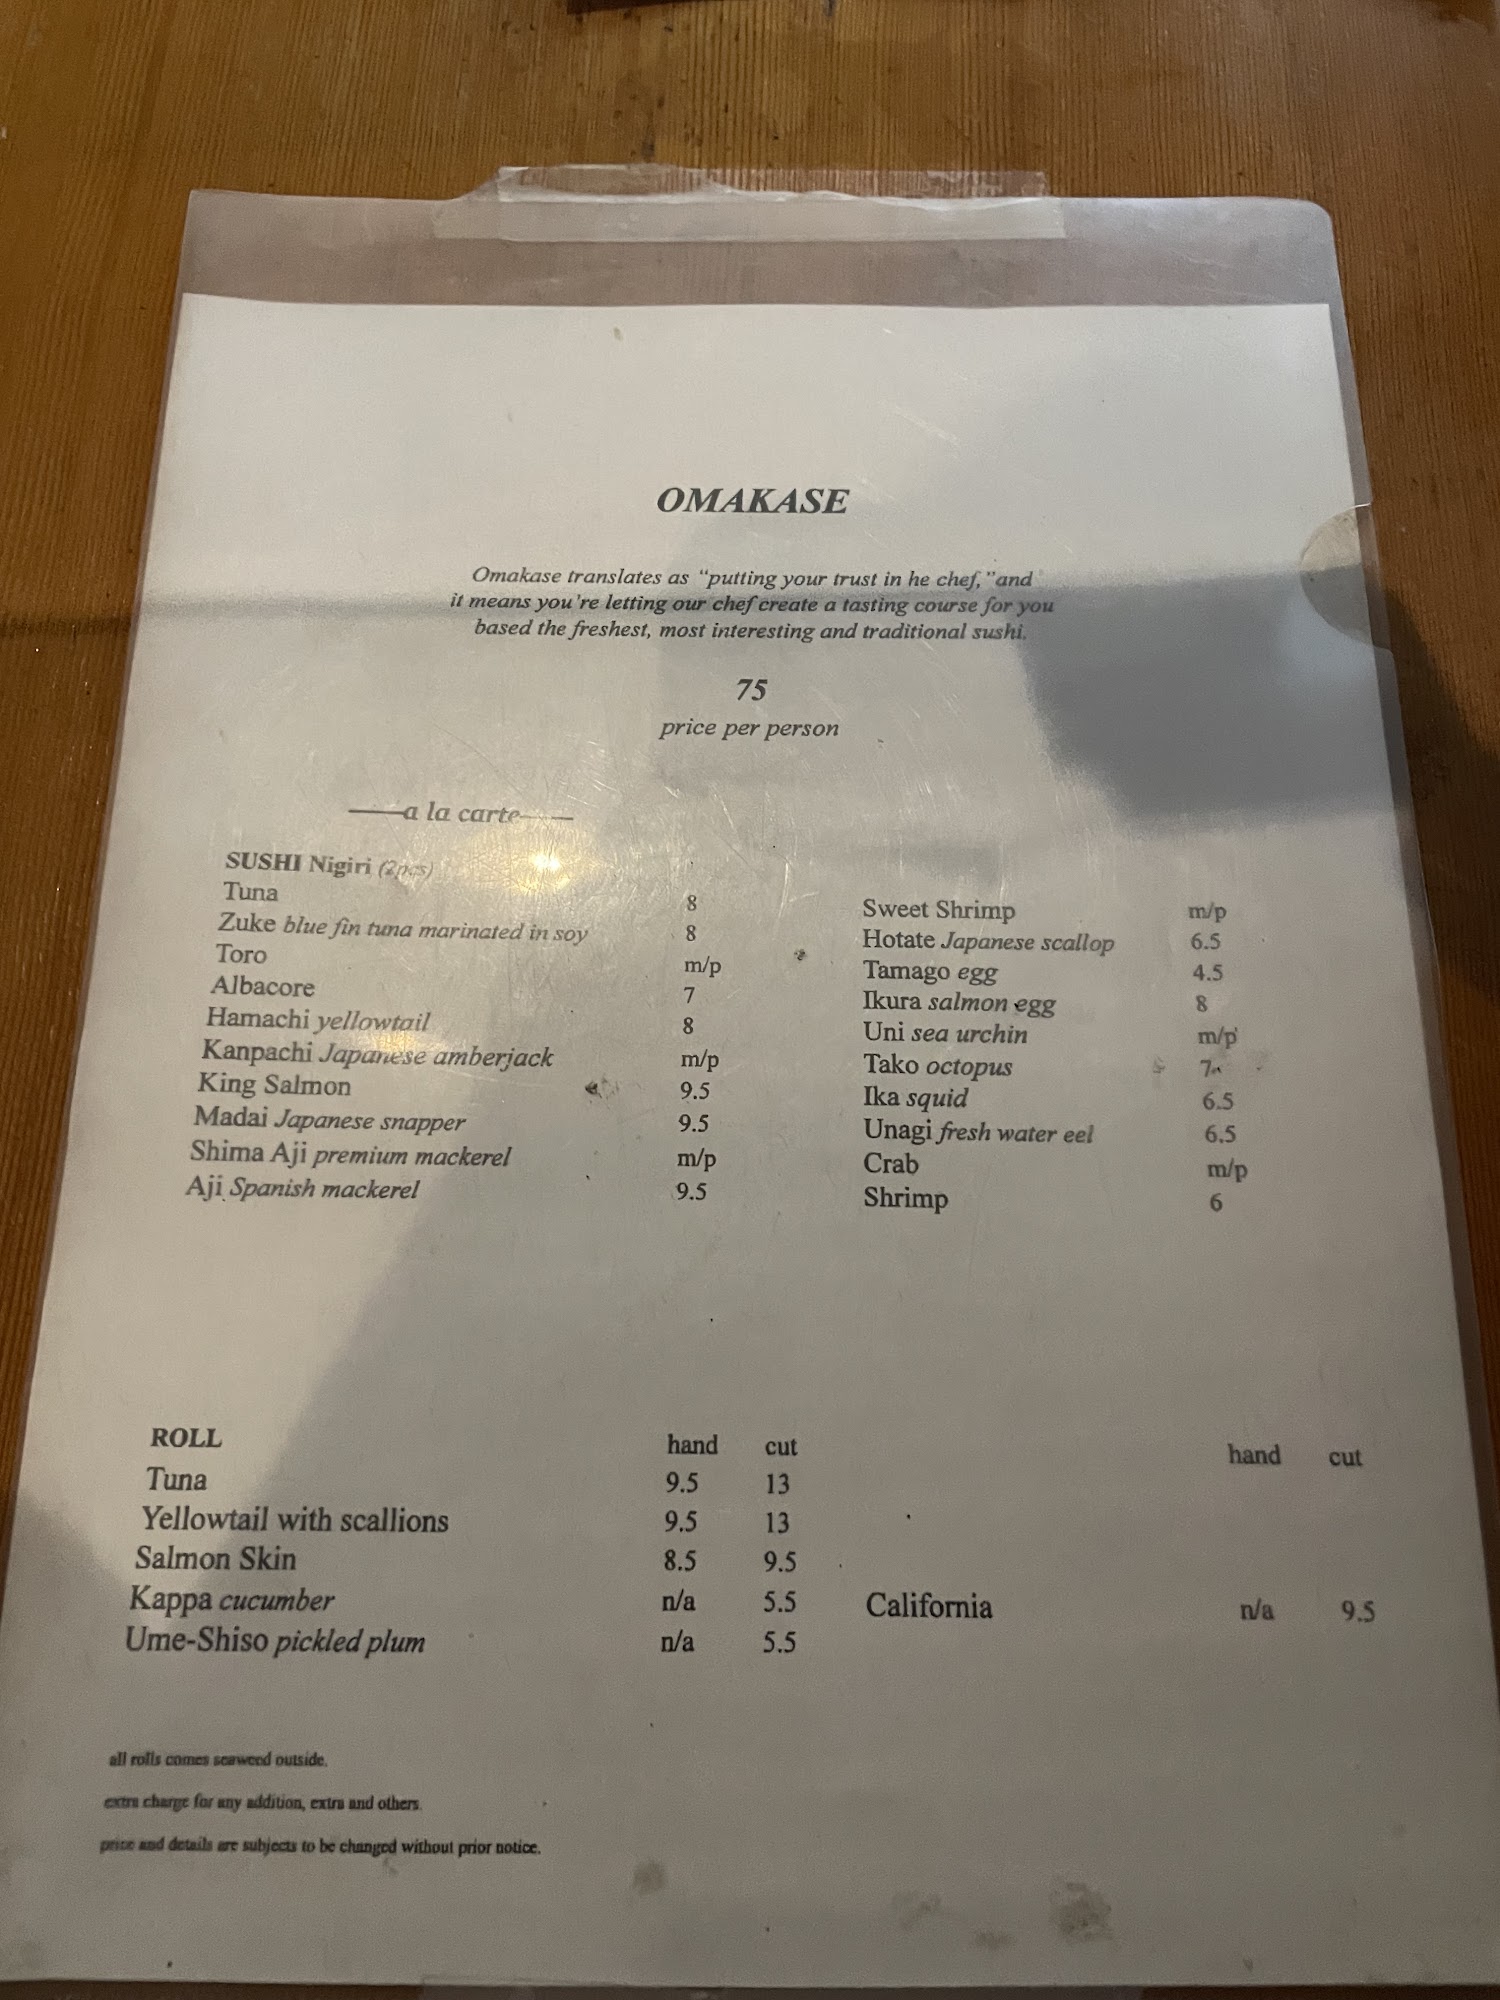 OMAKASE
Omakase translates as “putting your trust in he chef,”and
it means you're letting our chef create a tasting course for you
based the freshest, most interesting and traditional sushi.
75
price per person
a la carte
SUSHI Nigiri (2pcs)
Tuna 8
Zuke blue fin tuna marinated in soy 8
Toro m/p
Albacore 7
Hamachi yellowtail 8
Kanpachi Japanese amberjack m/p
King Salmon 9.5
Madai Japanese snapper 9.5
Shima Aji premium mackerel m/p
Aji Spanish mackerel 9.5
Sweet Shrimp m/p
Hotate Japanese scallop 6.5
Tamago egg 4.5
Ikura salmon egg 8
Uni sea urchin m/p
Tako octopus 7
Ika squid 6.5
Unagi fresh water eel 6.5
Crab m/p
Shrimp 6
ROLL hand cut
Tuna 9.5 13
Yellowtail with scallions 9.5 13
Salmon Skin 8.5 9.5
Kappa cucumber n/a 5.5
Ume-Shiso pickled plum n/a 5.5
hand cut
California n/a 9.5
all rolls comes seaweed outside.
extra charge for any addition, extra and others.
price and details are subjects to be changed without prior notice.